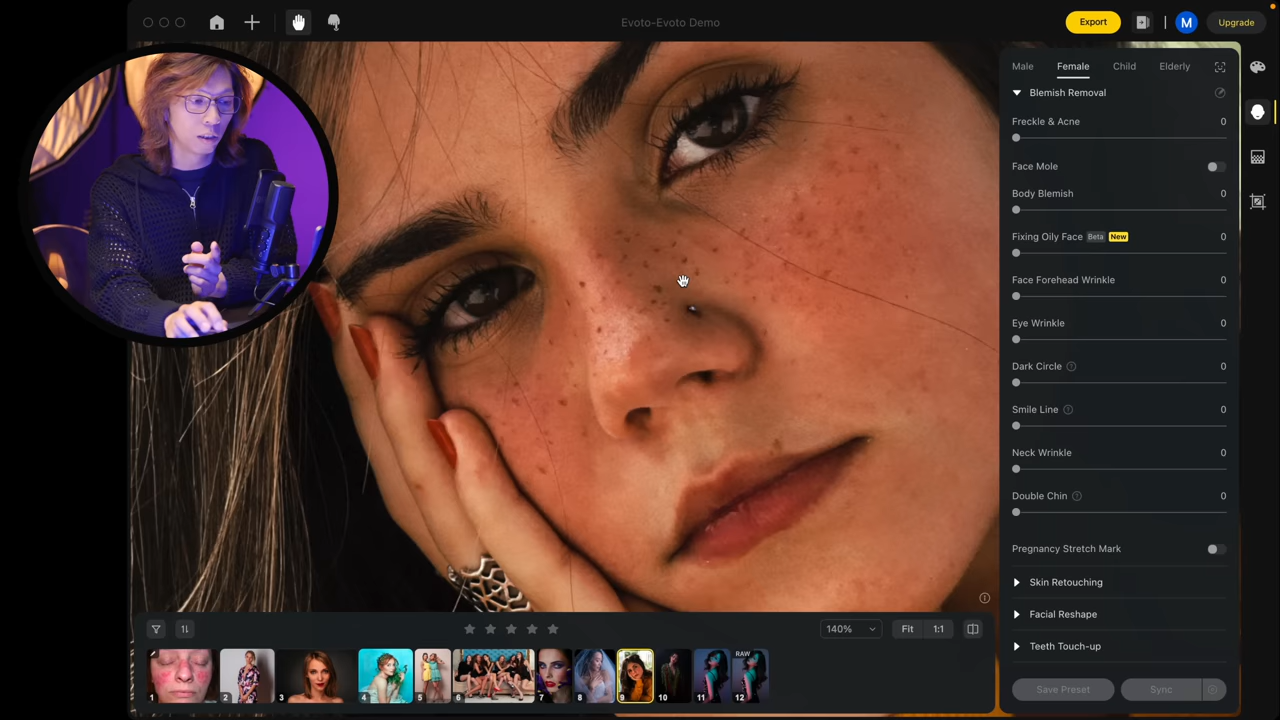 Evoto-Evoto Demo
Export
M
Upgrade
Male Female Child Elderly
Blemish Removal
Freckle & Acne 0
Face Mole
Body Blemish 0
Fixing Oily Face Beta New 0
Face Forehead Wrinkle 0
Eye Wrinkle 0
Dark Circle ? 0
Smile Line ? 0
Neck Wrinkle 0
Double Chin ? 0
Pregnancy Stretch Mark
Skin Retouching
Facial Reshape
Teeth Touch-up
Save Preset Sync
140% Fit 1:1
RAW
1 2 3 4 5 6 7 8 9 10 11 12